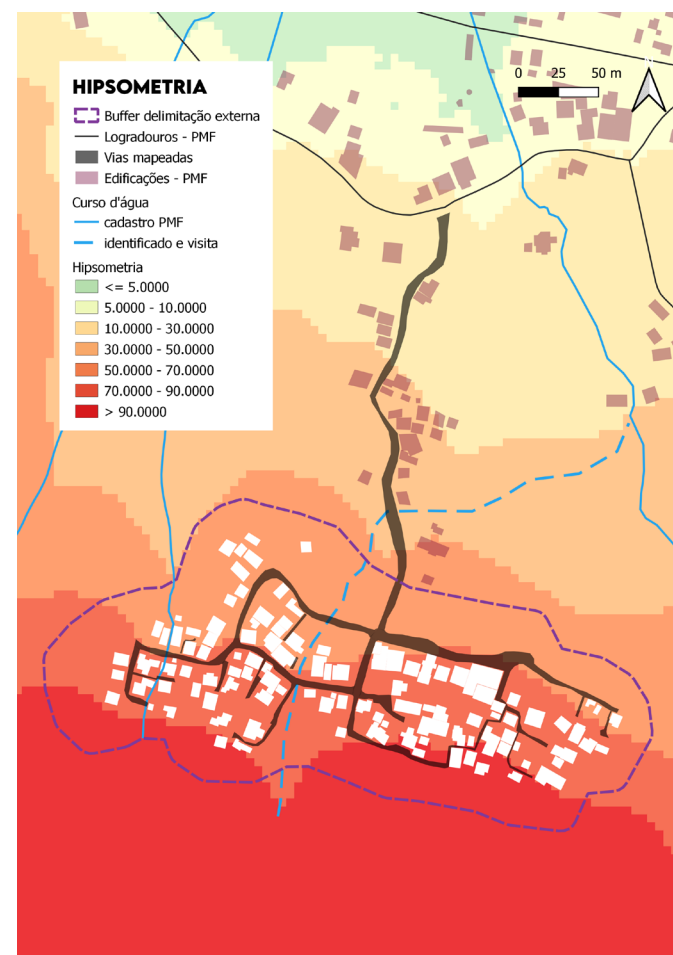 HIPSOMETRIA
Buffer delimitação externa
Logradouros - PMF
Vias mapeadas
Edificações - PMF
Curso d'água
cadastro PMF
identificado e visita
Hipsometria
<= 5.0000
5.0000 - 10.0000
10.0000 - 30.0000
30.0000 - 50.0000
50.0000 - 70.0000
70.0000 - 90.0000
> 90.0000
0 25 50 m